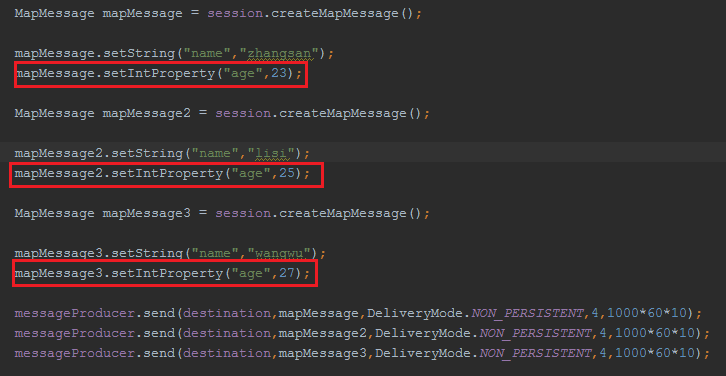 MapMessage mapMessage = session.createMapMessage();
mapMessage.setString("name","zhangsan");
mapMessage.setIntProperty("age",23);
MapMessage mapMessage2 = session.createMapMessage();
mapMessage2.setString("name","lisi");
mapMessage2.setIntProperty("age",25);
MapMessage mapMessage3 = session.createMapMessage();
mapMessage3.setString("name","wangwu");
mapMessage3.setIntProperty("age",27);
messageProducer.send(destination,mapMessage,DeliveryMode.NON_PERSISTENT,4,1000*60*10);
messageProducer.send(destination,mapMessage2,DeliveryMode.NON_PERSISTENT,4,1000*60*10);
messageProducer.send(destination,mapMessage3,DeliveryMode.NON_PERSISTENT,4,1000*60*10);